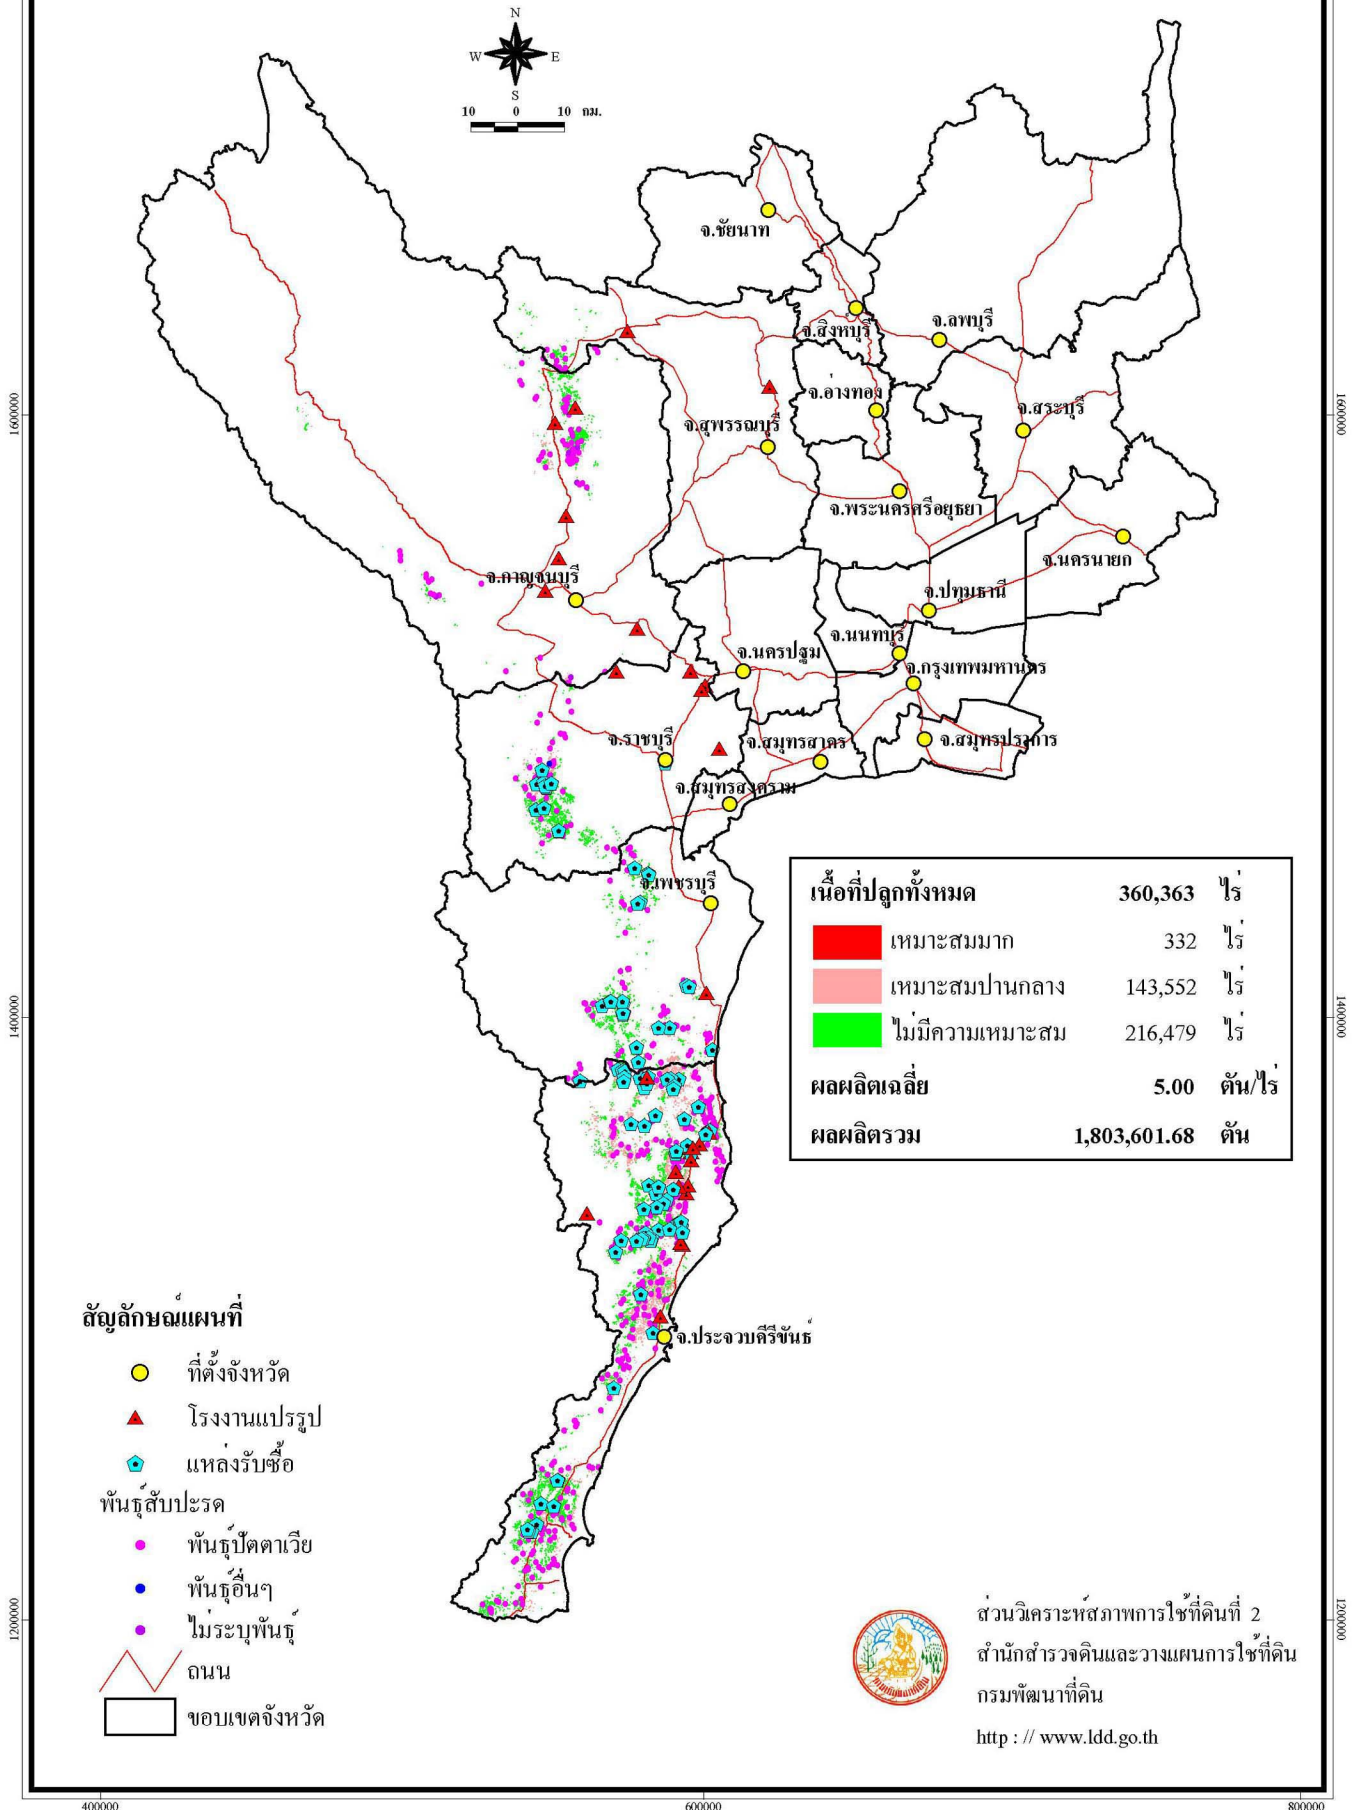 N
W E
S
10 0 10 กม.
จ.ชัยนาท
จ.สิงหบุรี
จ.ลพบุรี
จ.อ่างทอง
จ.สระบุรี
จ.สุพรรณบุรี
จ.พระนครศรีอยุธยา
จ.นครนายก
จ.กาญจนบุรี
จ.ปทุมธานี
จ.นนทบุรี
จ.นครปฐม
จ.กรุงเทพมหานคร
จ.ราชบุรี
จ.สมุทรสาคร
จ.สมุทรปราการ
จ.สมุทรสงคราม
จ.เพชรบุรี
จ.ประจวบคีรีขันธ์
เนื้อที่ปลูกทั้งหมด 360,363 ไร่
เหมาะสมมาก 332 ไร่
เหมาะสมปานกลาง 143,552 ไร่
ไม่มีความเหมาะสม 216,479 ไร่
ผลผลิตเฉลี่ย 5.00 ตัน/ไร่
ผลผลิตรวม 1,803,601.68 ตัน
สัญลักษณ์แผนที่
ที่ตั้งจังหวัด
โรงงานแปรรูป
แหล่งรับซื้อ
พันธุ์สับปะรด
พันธุ์ปัตตาเวีย
พันธุ์อื่นๆ
ไม่ระบุพันธุ์
ถนน
ขอบเขตจังหวัด
ส่วนวิเคราะห์สภาพการใช้ที่ดินที่ 2
สำนักสำรวจดินและวางแผนการใช้ที่ดิน
กรมพัฒนาที่ดิน
http : // www.ldd.go.th
1600000 1600000
1400000 1400000
1200000 1200000
400000 600000 800000